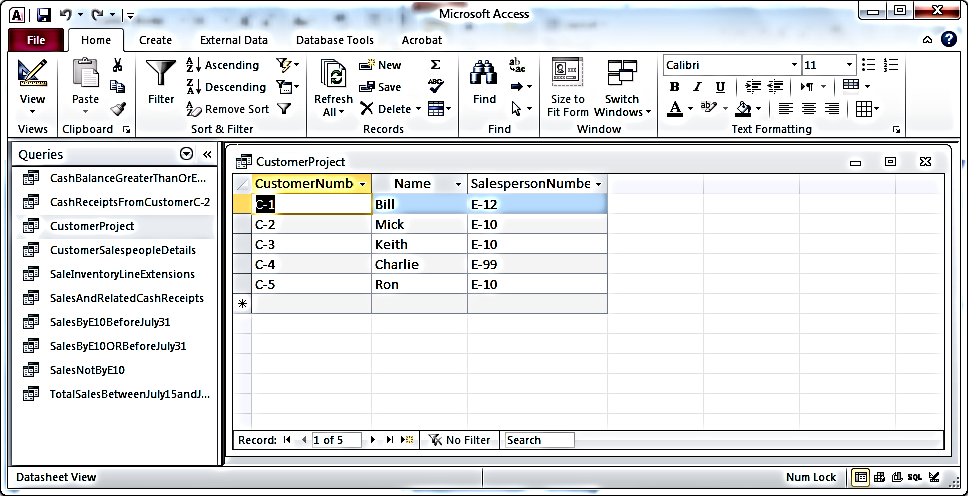 Microsoft Access
File Home Create External Data Database Tools Acrobat
View
Views
Paste
Clipboard
Filter
Ascending
Descending
Remove Sort
Sort & Filter
Refresh All
New
Save
Delete
Records
Find
Find
Size to Fit Form
Switch Windows
Window
Calibri 11
B I U
A
Text Formatting
Queries
CashBalanceGreaterThanOrE...
CashReceiptsFromCustomerC-2
CustomerProject
CustomerSalespeopleDetails
SaleInventoryLineExtensions
SalesAndRelatedCashReceipts
SalesByE10BeforeJuly31
SalesByE10ORBeforeJuly31
SalesNotByE10
TotalSalesBetweenJuly15andJ...
CustomerProject
CustomerNumb Name SalespersonNumbe
C-1 Bill E-12
C-2 Mick E-10
C-3 Keith E-10
C-4 Charlie E-99
C-5 Ron E-10
Record: 1 of 5 No Filter Search
Datasheet View Num Lock SQL